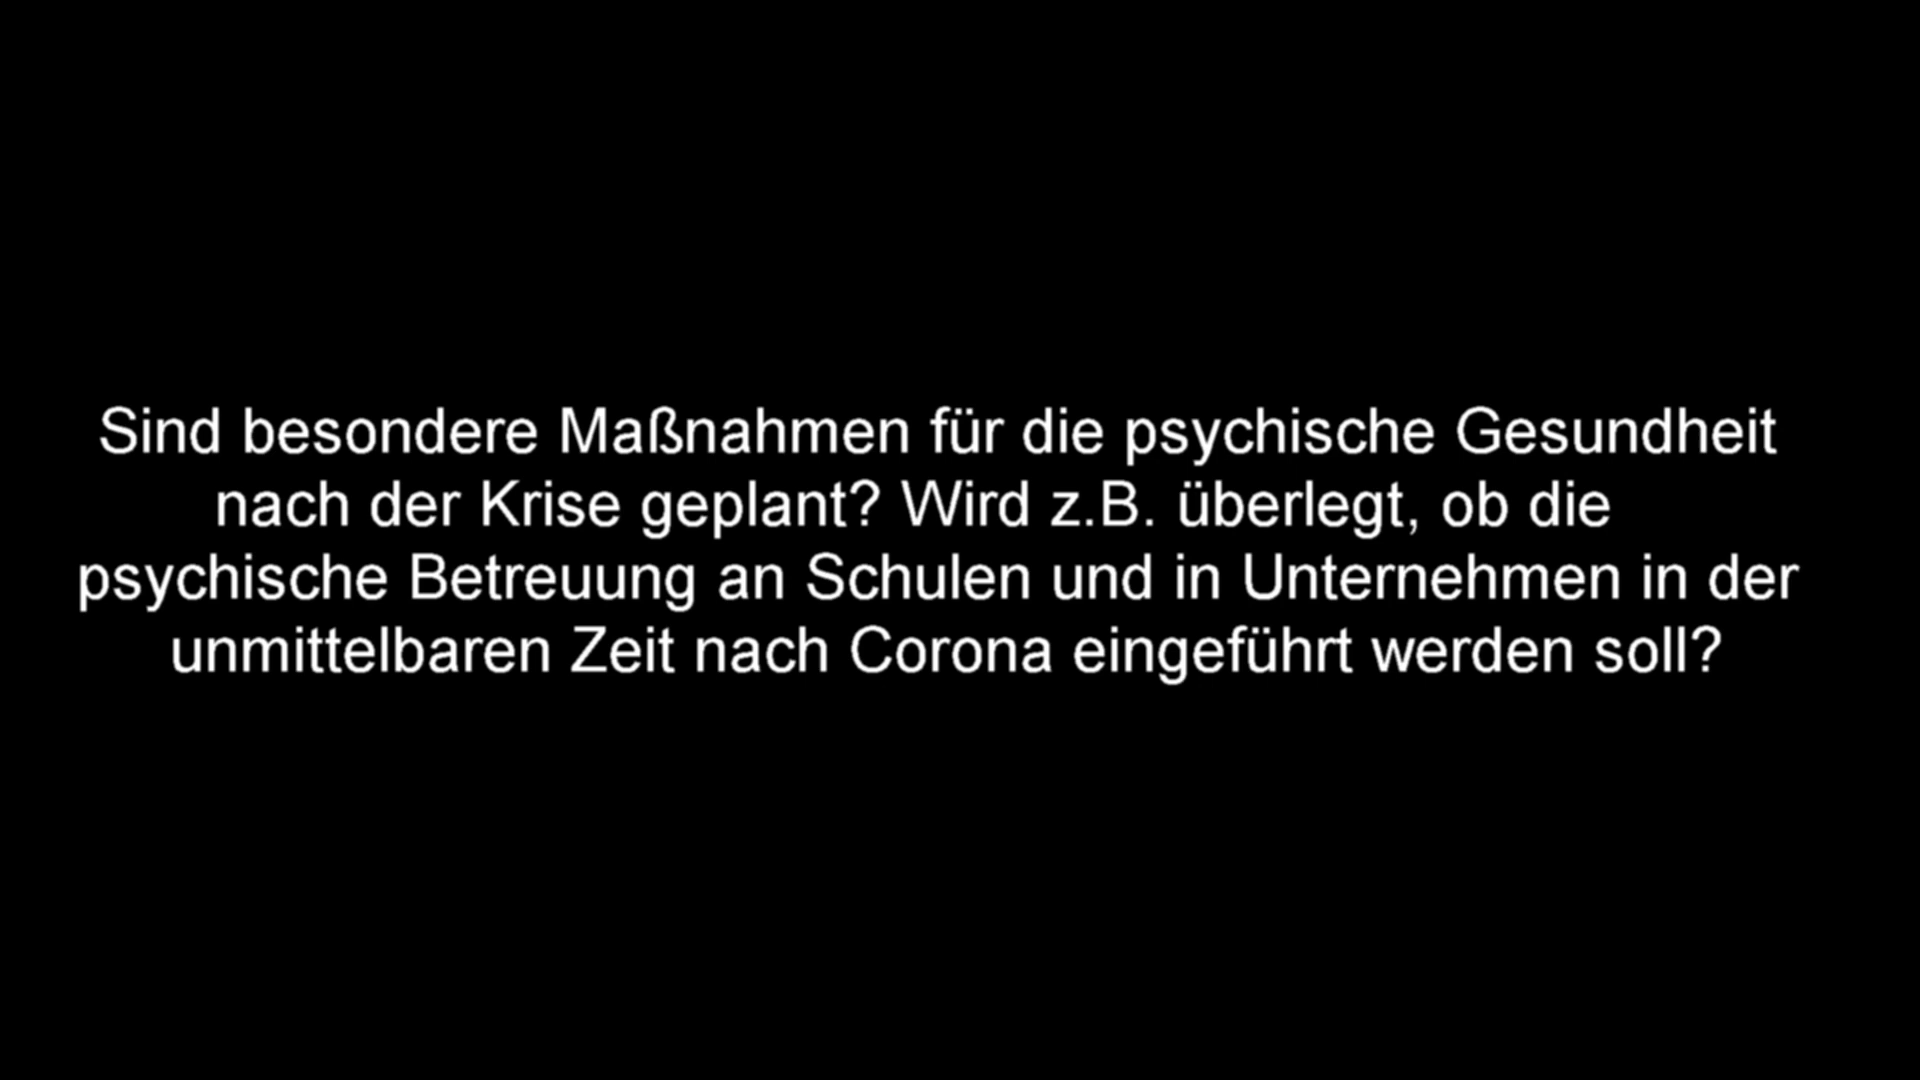 Sind besondere Maßnahmen für die psychische Gesundheit
nach der Krise geplant? Wird z.B. überlegt, ob die
psychische Betreuung an Schulen und in Unternehmen in der
unmittelbaren Zeit nach Corona eingeführt werden soll?